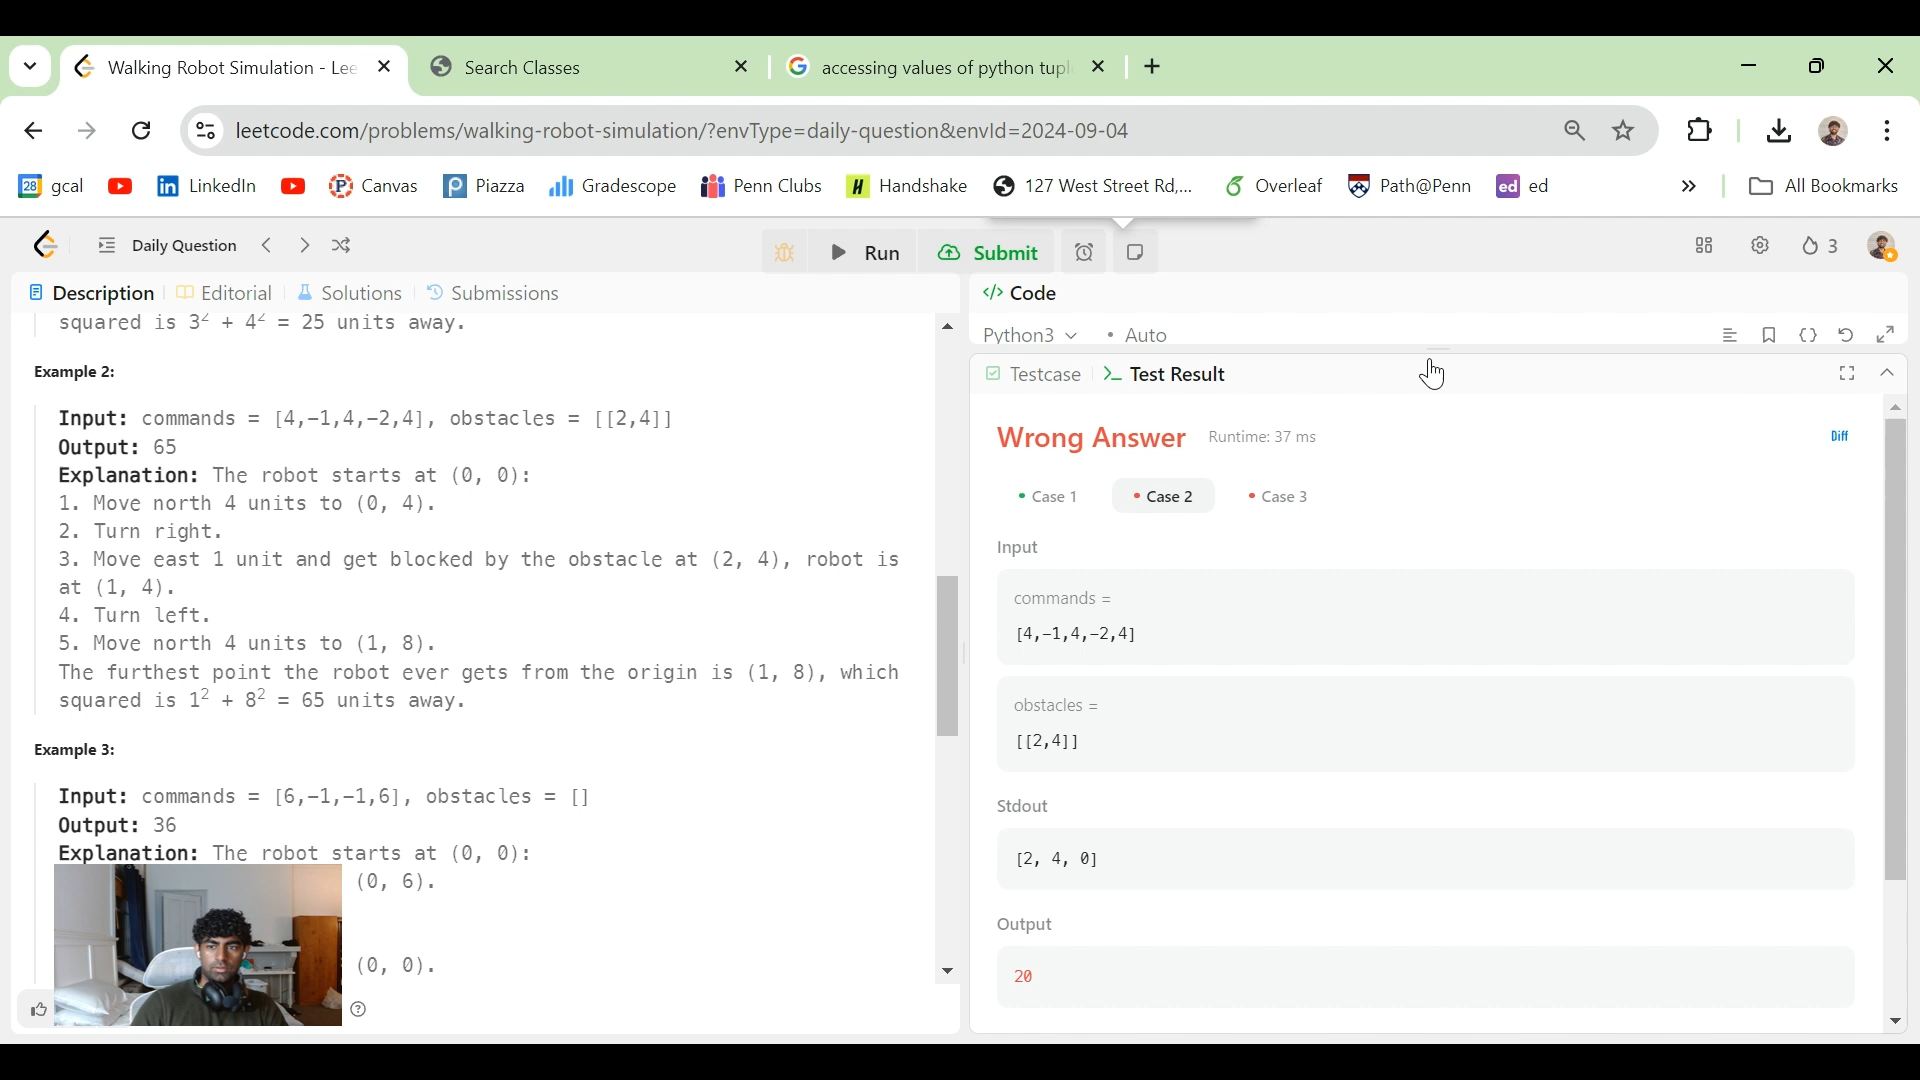 Walking Robot Simulation - Lee
Search Classes
accessing values of python tupl
leetcode.com/problems/walking-robot-simulation/?envType=daily-question&envId=2024-09-04
28 gcal
LinkedIn
Canvas
Piazza
Gradescope
Penn Clubs
Handshake
127 West Street Rd,...
Overleaf
Path@Penn
ed ed
All Bookmarks
Daily Question
Run
Submit
3
Description
Editorial
Solutions
Submissions
squared is 3² + 4² = 25 units away.
Example 2:
Input: commands = [4,-1,4,-2,4], obstacles = [[2,4]]
Output: 65
Explanation: The robot starts at (0, 0):
1. Move north 4 units to (0, 4).
2. Turn right.
3. Move east 1 unit and get blocked by the obstacle at (2, 4), robot is
at (1, 4).
4. Turn left.
5. Move north 4 units to (1, 8).
The furthest point the robot ever gets from the origin is (1, 8), which
squared is 1² + 8² = 65 units away.
Example 3:
Input: commands = [6,-1,-1,6], obstacles = []
Output: 36
Explanation: The robot starts at (0, 0):
(0, 6).
(0, 0).
</> Code
Python3
• Auto
Testcase
>_ Test Result
Wrong Answer
Runtime: 37 ms
Diff
• Case 1
• Case 2
• Case 3
Input
commands =
[4,-1,4,-2,4]
obstacles =
[[2,4]]
Stdout
[2, 4, 0]
Output
20